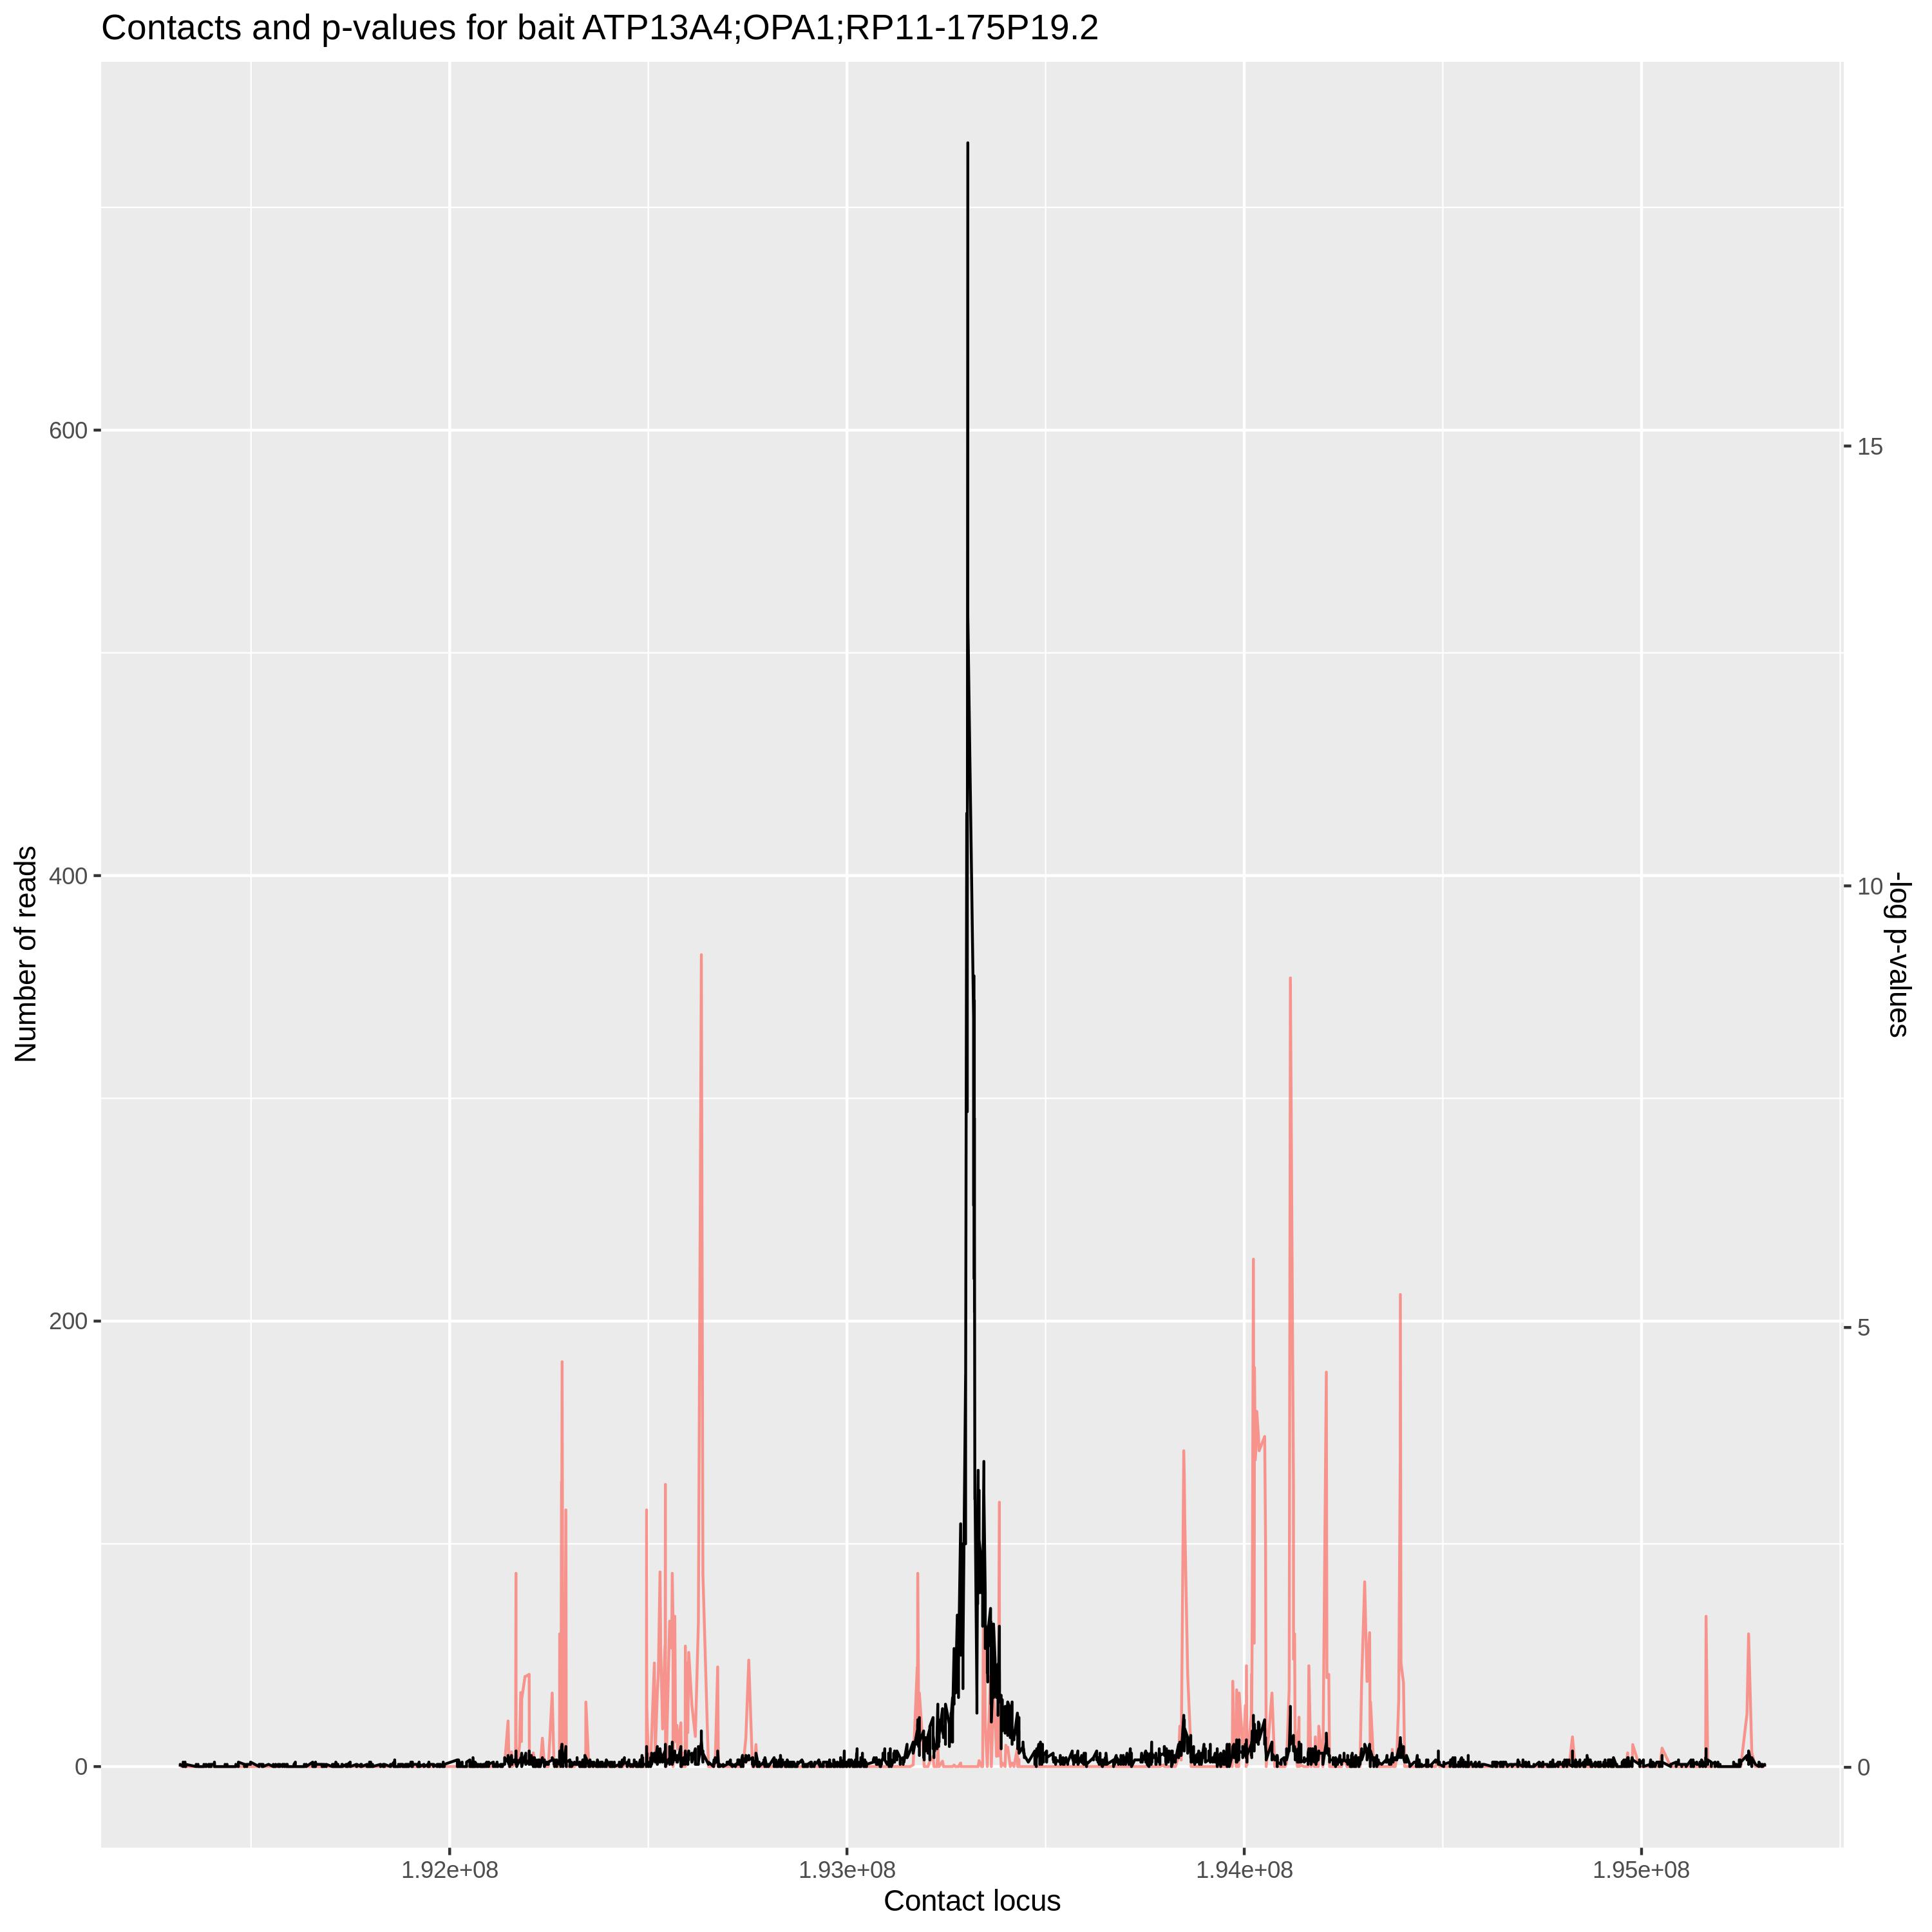 Contacts and p-values for bait ATP13A4;OPA1;RP11-175P19.2
600
400
200
0
Number of reads
15
10
5
0
-log p-values
1.92e+08 1.93e+08 1.94e+08 1.95e+08
Contact locus